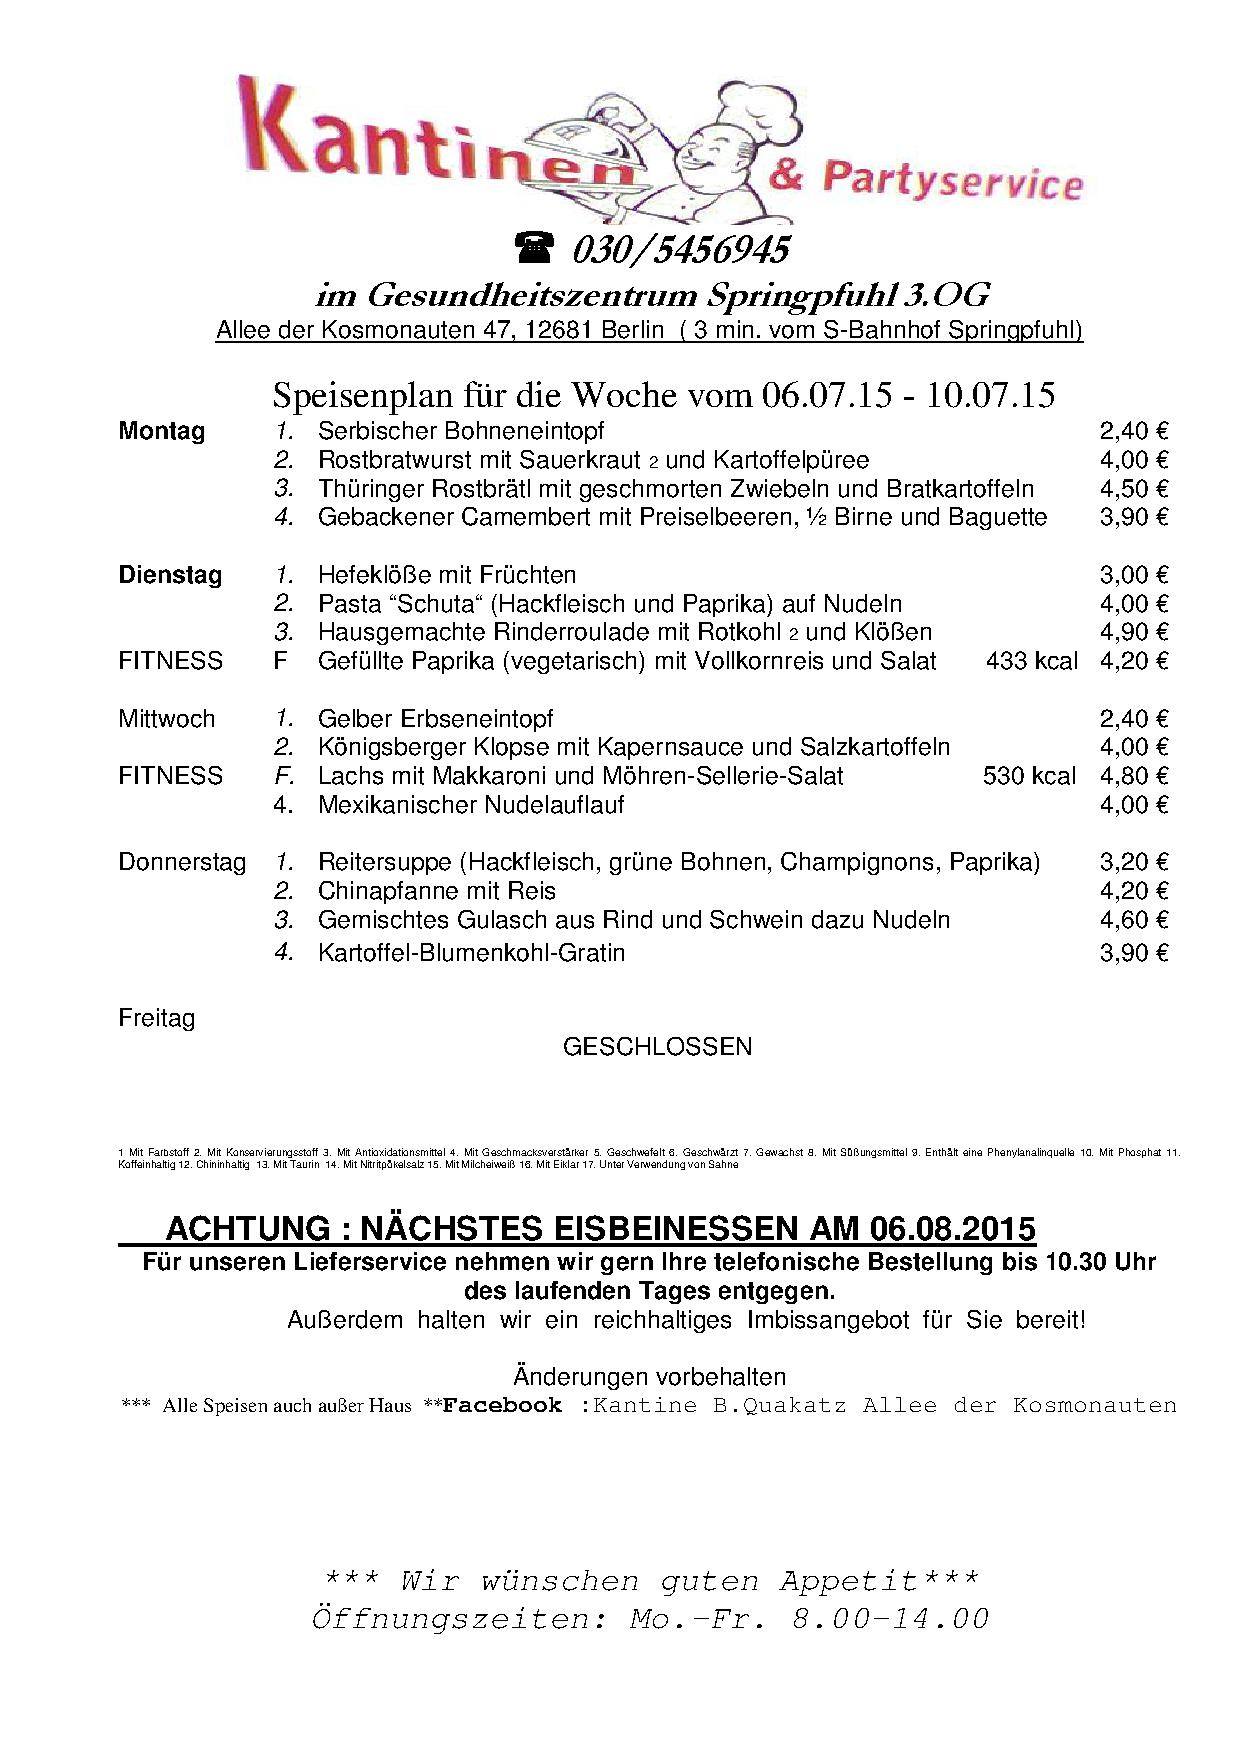 Kantinen & Partyservice
☎ 030/5456945
im Gesundheitszentrum Springpfuhl 3.OG
Allee der Kosmonauten 47, 12681 Berlin ( 3 min. vom S-Bahnhof Springpfuhl)
Speisenplan für die Woche vom 06.07.15 - 10.07.15
Montag 1. Serbischer Bohneneintopf 2,40 €
2. Rostbratwurst mit Sauerkraut 2 und Kartoffelpüree 4,00 €
3. Thüringer Rostbrätl mit geschmorten Zwiebeln und Bratkartoffeln 4,50 €
4. Gebackener Camembert mit Preiselbeeren, ½ Birne und Baguette 3,90 €
Dienstag 1. Hefeklöße mit Früchten 3,00 €
2. Pasta “Schuta“ (Hackfleisch und Paprika) auf Nudeln 4,00 €
3. Hausgemachte Rinderroulade mit Rotkohl 2 und Klößen 4,90 €
FITNESS F Gefüllte Paprika (vegetarisch) mit Vollkornreis und Salat 433 kcal 4,20 €
Mittwoch 1. Gelber Erbseneintopf 2,40 €
2. Königsberger Klopse mit Kapernsauce und Salzkartoffeln 4,00 €
FITNESS F. Lachs mit Makkaroni und Möhren-Sellerie-Salat 530 kcal 4,80 €
4. Mexikanischer Nudelauflauf 4,00 €
Donnerstag 1. Reitersuppe (Hackfleisch, grüne Bohnen, Champignons, Paprika) 3,20 €
2. Chinapfanne mit Reis 4,20 €
3. Gemischtes Gulasch aus Rind und Schwein dazu Nudeln 4,60 €
4. Kartoffel-Blumenkohl-Gratin 3,90 €
Freitag
GESCHLOSSEN
1 Mit Farbstoff 2. Mit Konservierungsstoff 3. Mit Antioxidationsmittel 4. Mit Geschmacksverstärker 5. Geschwefelt 6. Geschwärzt 7. Gewachst 8. Mit Süßungsmittel 9. Enthält eine Phenylanalinquelle 10. Mit Phosphat 11.
Koffeinhaltig 12. Chininhaltig 13. Mit Taurin 14. Mit Nitritpökelsalz 15. Mit Milcheiweiß 16. Mit Eiklar 17. Unter Verwendung von Sahne
ACHTUNG : NÄCHSTES EISBEINESSEN AM 06.08.2015
Für unseren Lieferservice nehmen wir gern Ihre telefonische Bestellung bis 10.30 Uhr
des laufenden Tages entgegen.
Außerdem halten wir ein reichhaltiges Imbissangebot für Sie bereit!
Änderungen vorbehalten
*** Alle Speisen auch außer Haus **Facebook :Kantine B.Quakatz Allee der Kosmonauten
*** Wir wünschen guten Appetit***
Öffnungszeiten: Mo.-Fr. 8.00-14.00